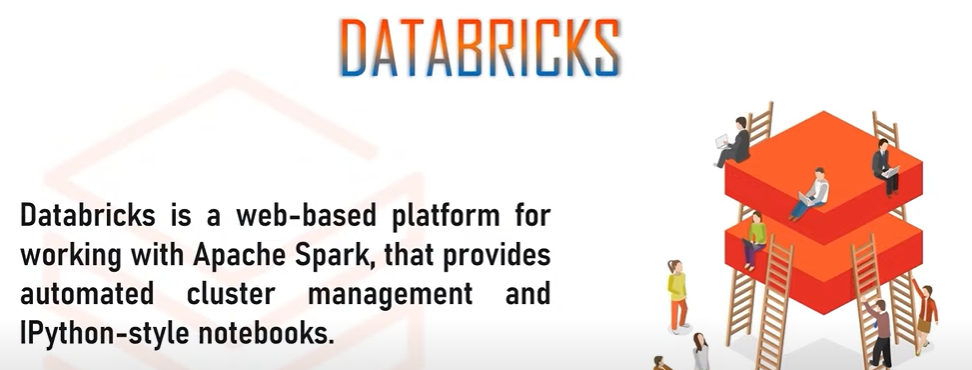 DATABRICKS
Databricks is a web-based platform for
working with Apache Spark, that provides
automated cluster management and
IPython-style notebooks.